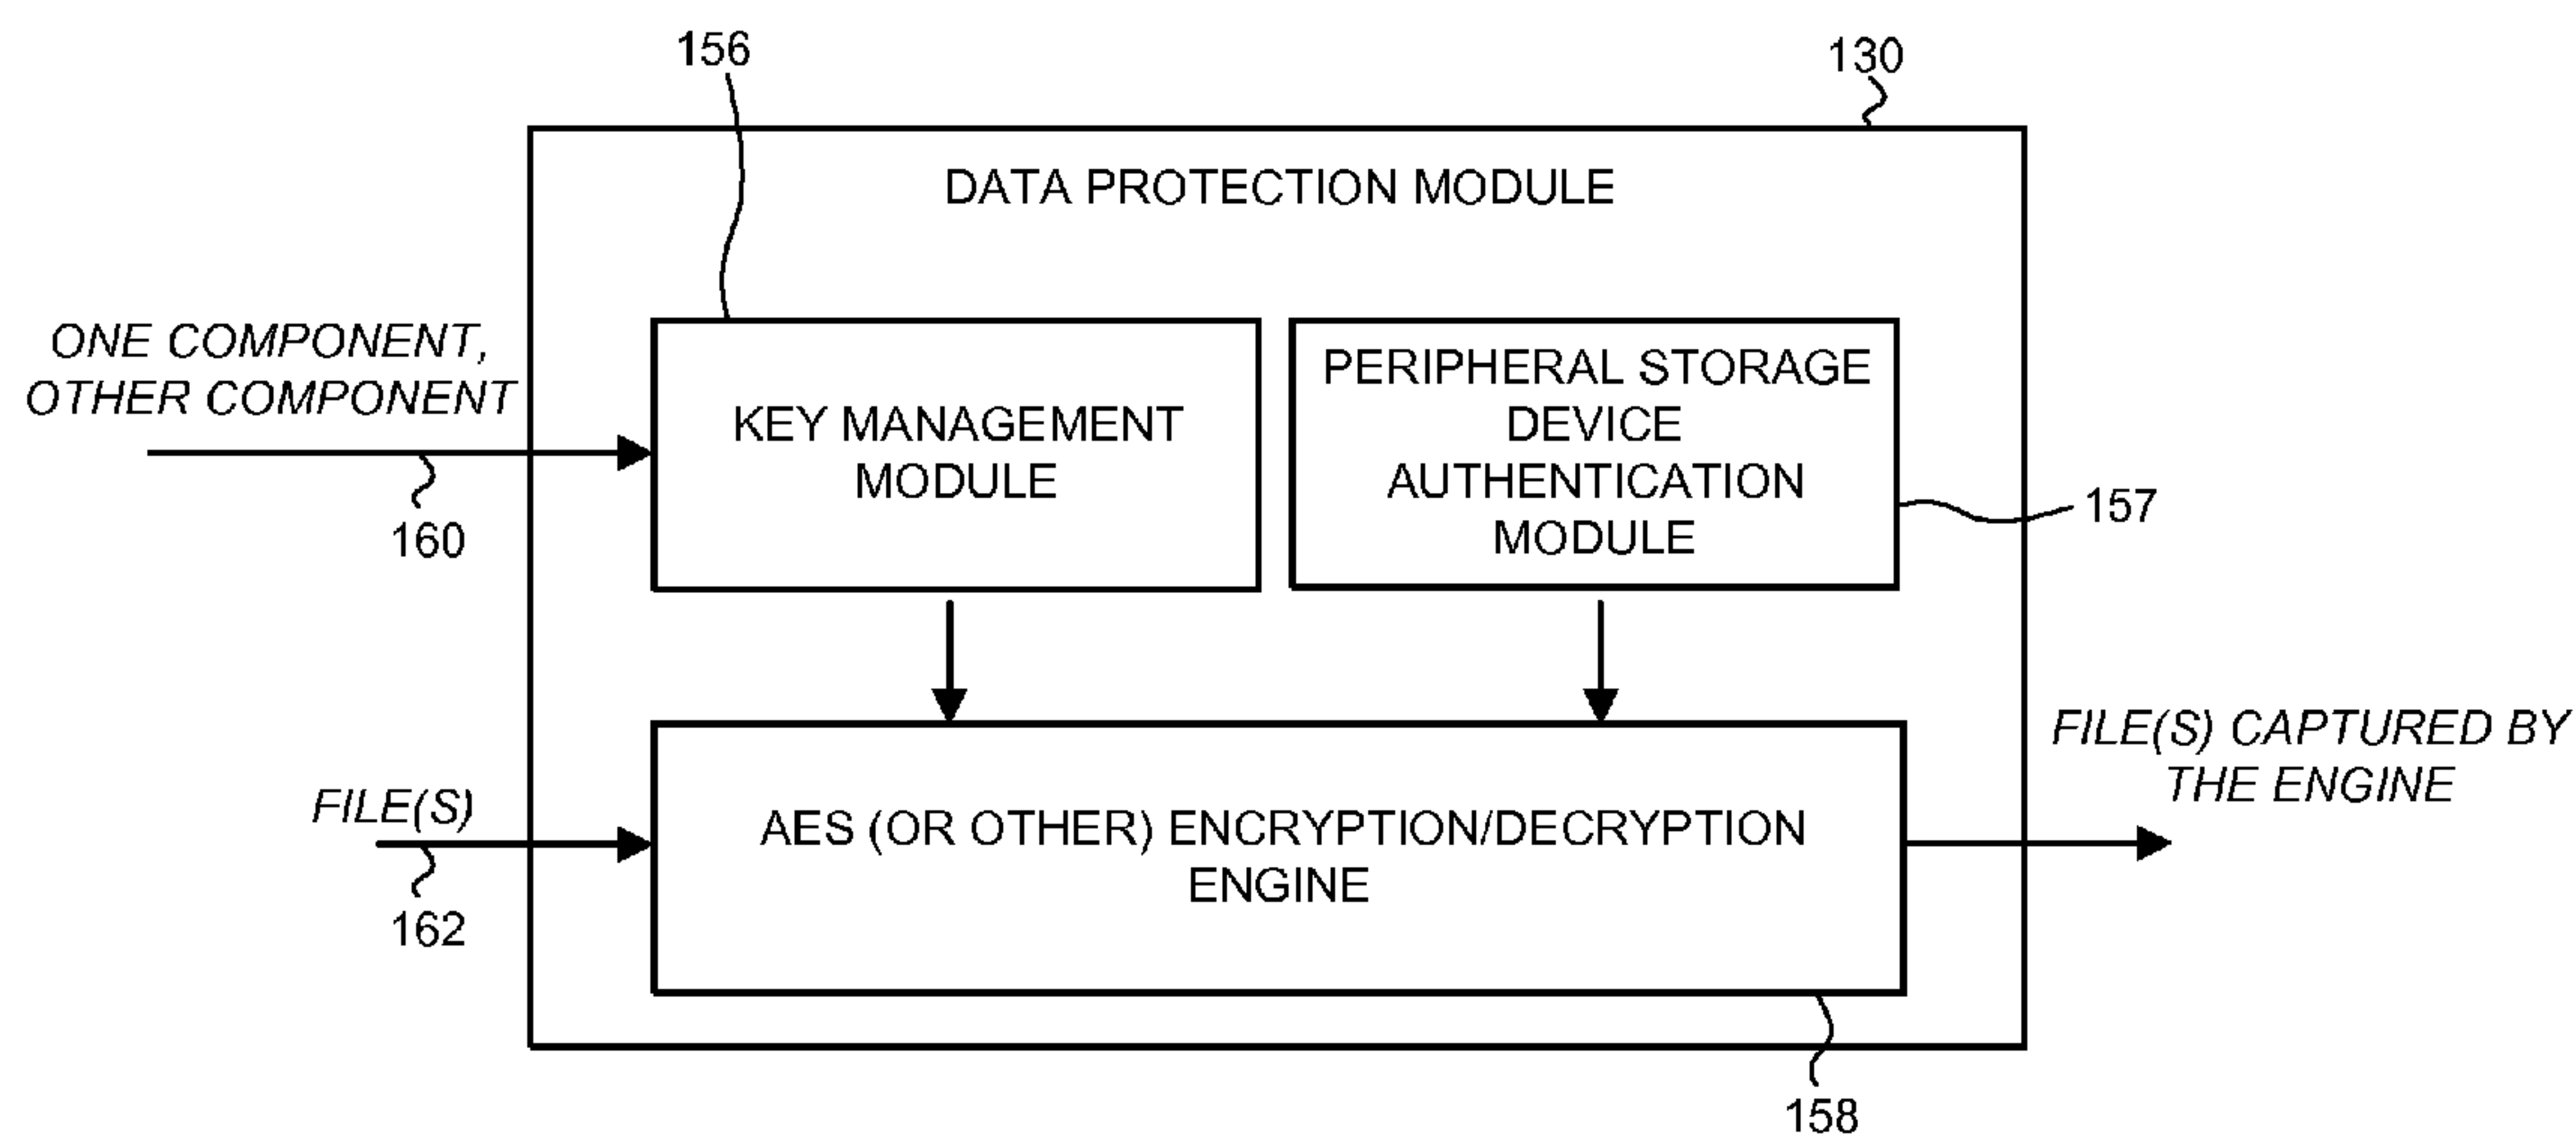 156
130
DATA PROTECTION MODULE
ONE COMPONENT,
OTHER COMPONENT
160
KEY MANAGEMENT
MODULE
PERIPHERAL STORAGE
DEVICE
AUTHENTICATION
MODULE
157
FILE(S)
162
AES (OR OTHER) ENCRYPTION/DECRYPTION
ENGINE
FILE(S) CAPTURED BY
THE ENGINE
158